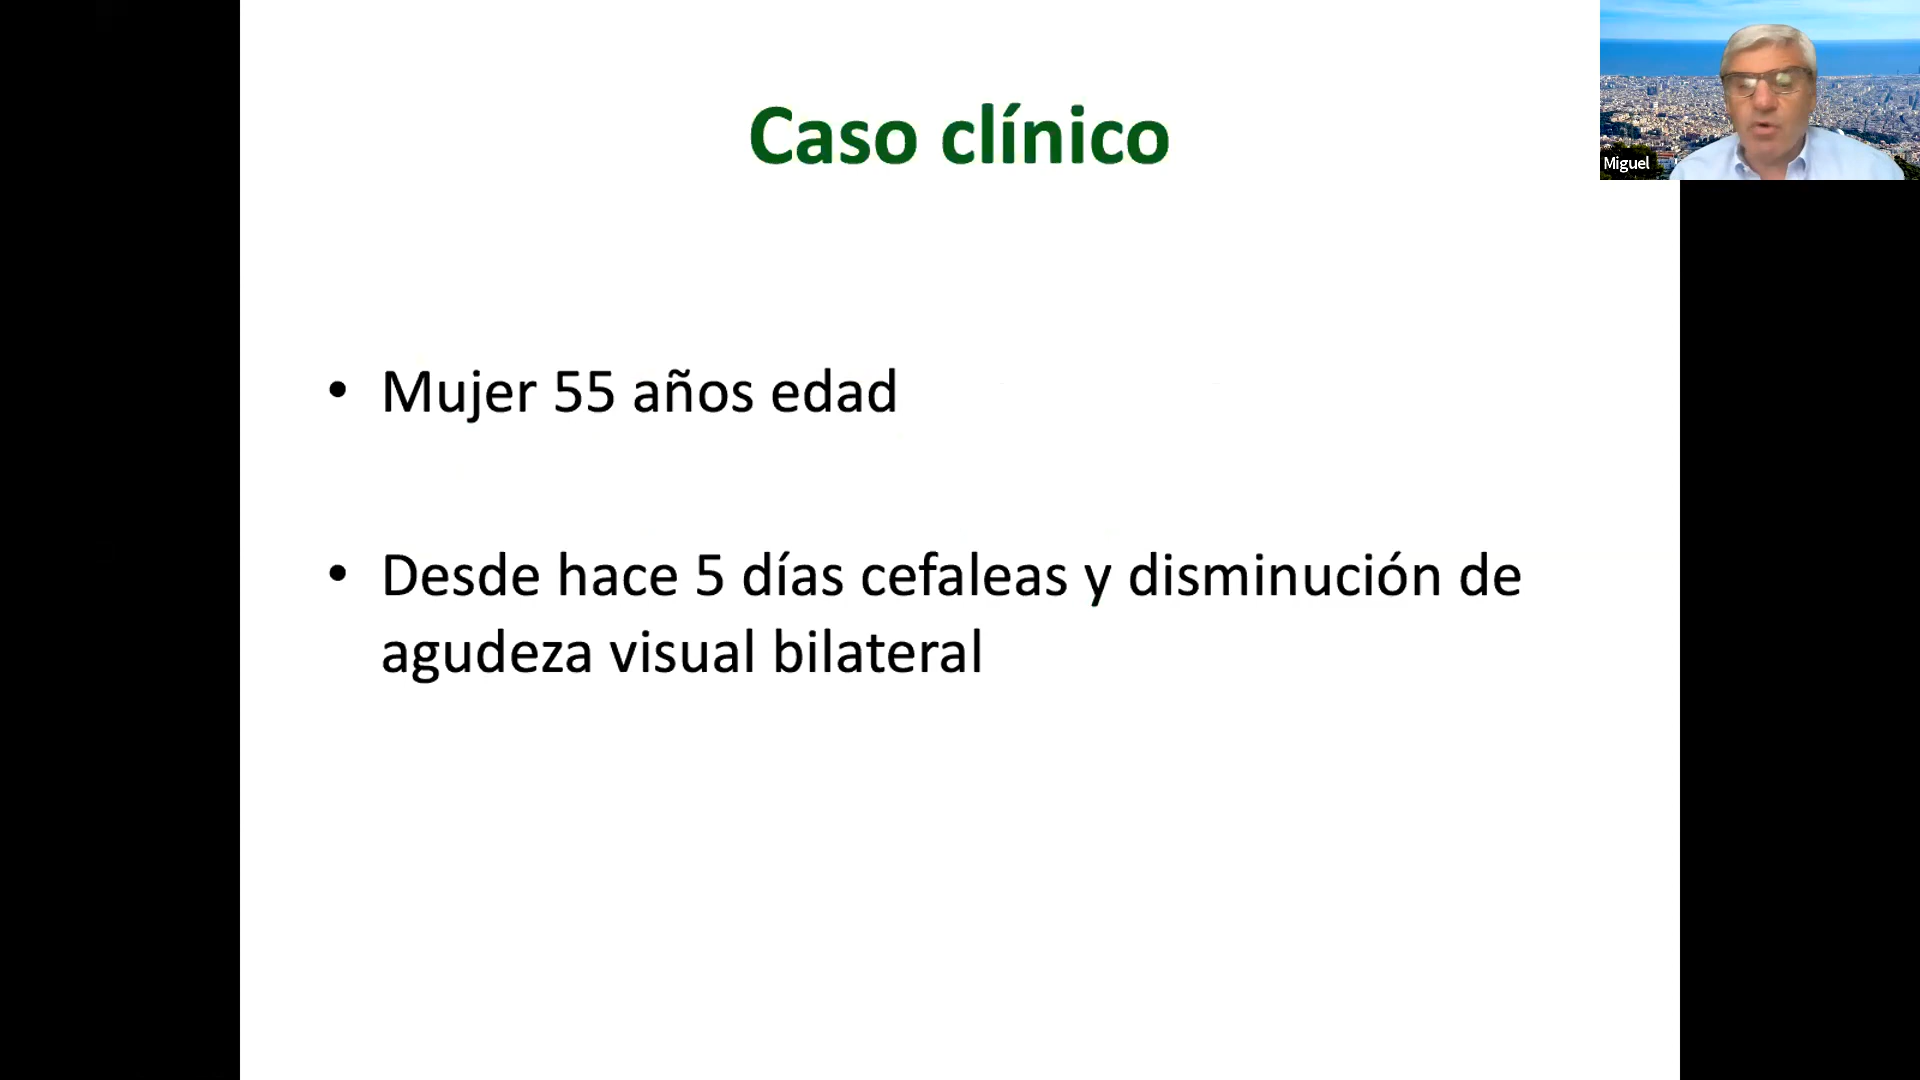 Caso clínico
Miguel
• Mujer 55 años edad
• Desde hace 5 días cefaleas y disminución de
agudeza visual bilateral